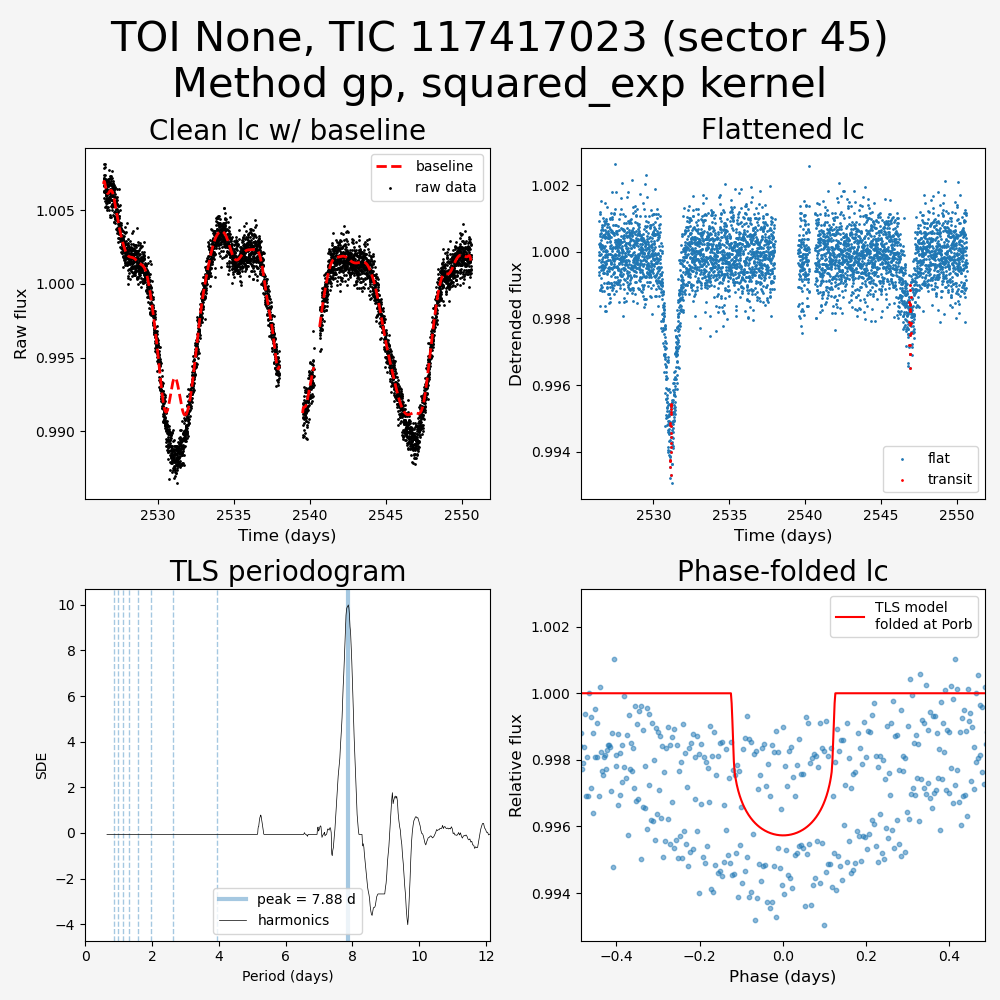 TOI None, TIC 117417023 (sector 45)
Method gp, squared_exp kernel
Clean lc w/ baseline
baseline
raw data
1.005
1.000
0.995
0.990
Raw flux
2530
2535
2540
2545
2550
Time (days)
Flattened lc
1.002
1.000
0.998
0.996
0.994
Detrended flux
flat
transit
2530
2535
2540
2545
2550
Time (days)
TLS periodogram
10
8
6
4
2
0
−2
−4
SDE
peak = 7.88 d
harmonics
0
2
4
6
8
10
12
Period (days)
Phase-folded lc
TLS model
folded at Porb
1.002
1.000
0.998
0.996
0.994
Relative flux
−0.4
−0.2
0.0
0.2
0.4
Phase (days)